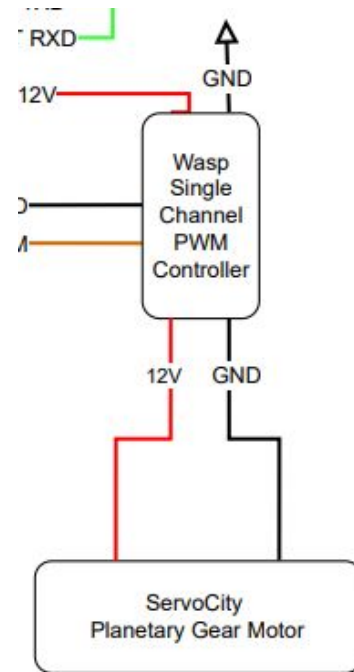 RXD
GND
12V
Wasp
Single
Channel
PWM
Controller
12V GND
ServoCity
Planetary Gear Motor